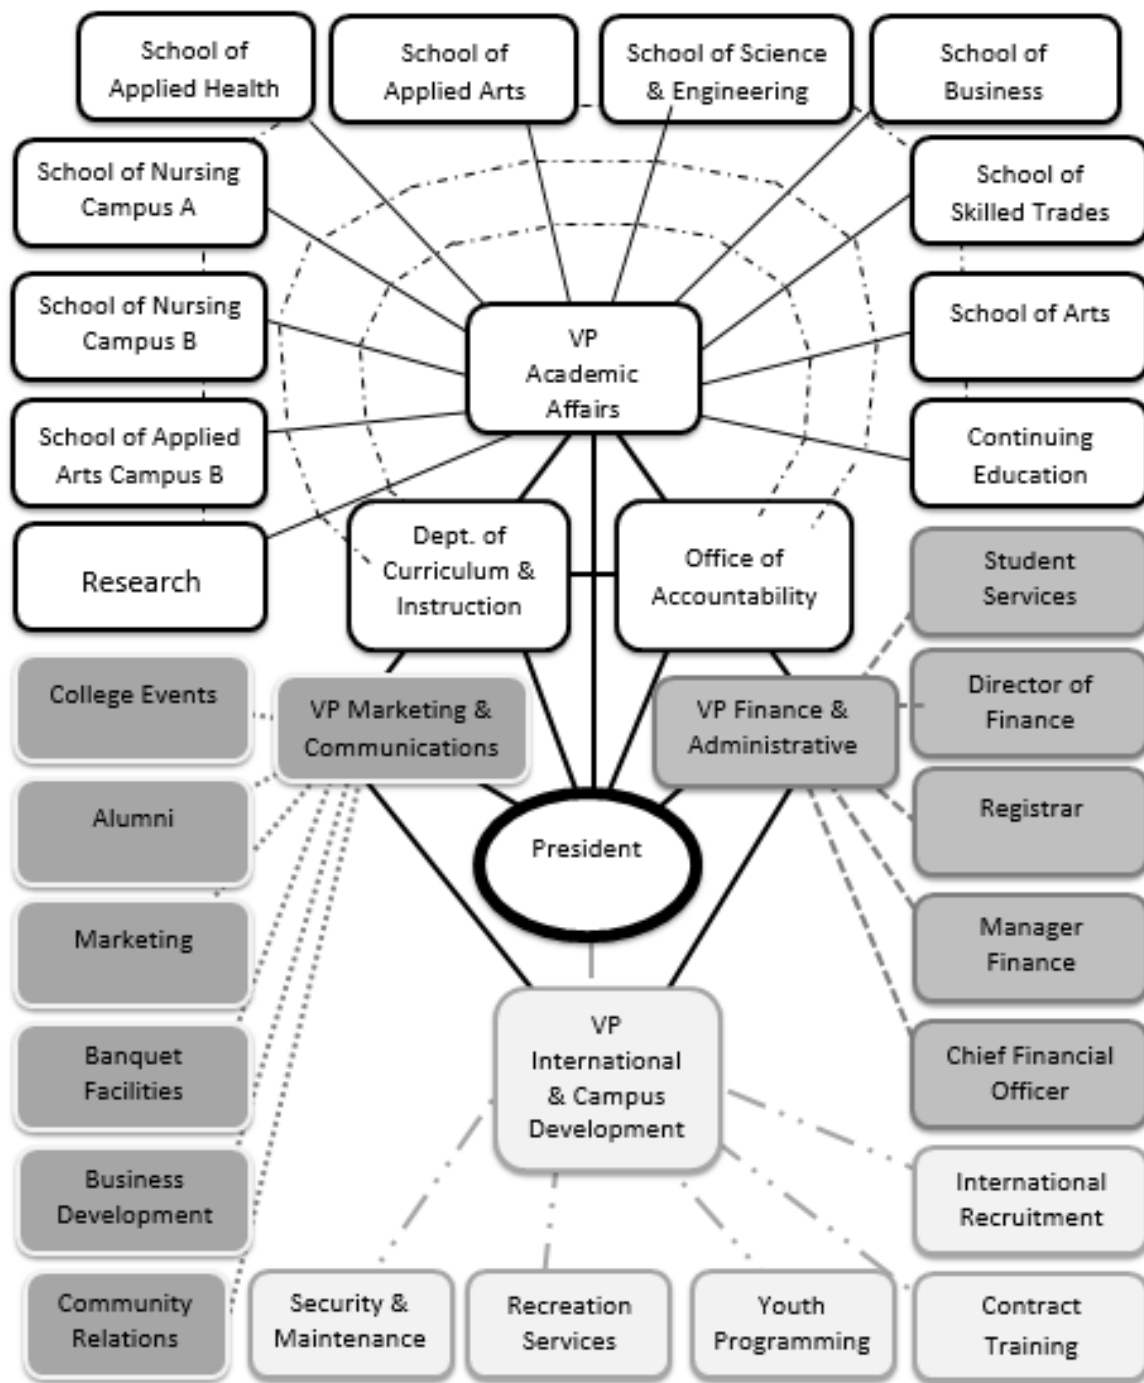 School of
Applied Health
School of
Applied Arts
School of Science
& Engineering
School of
Business
School of Nursing
Campus A
School of
Skilled Trades
School of Nursing
Campus B
VP
Academic
Affairs
School of Arts
School of Applied
Arts Campus B
Continuing
Education
Research
Dept. of
Curriculum &
Instruction
Office of
Accountability
Student
Services
College Events
VP Marketing &
Communications
VP Finance &
Administrative
Director of
Finance
Alumni
President
Registrar
Marketing
Manager
Finance
Banquet
Facilities
VP
International
& Campus
Development
Chief Financial
Officer
Business
Development
International
Recruitment
Community
Relations
Security &
Maintenance
Recreation
Services
Youth
Programming
Contract
Training